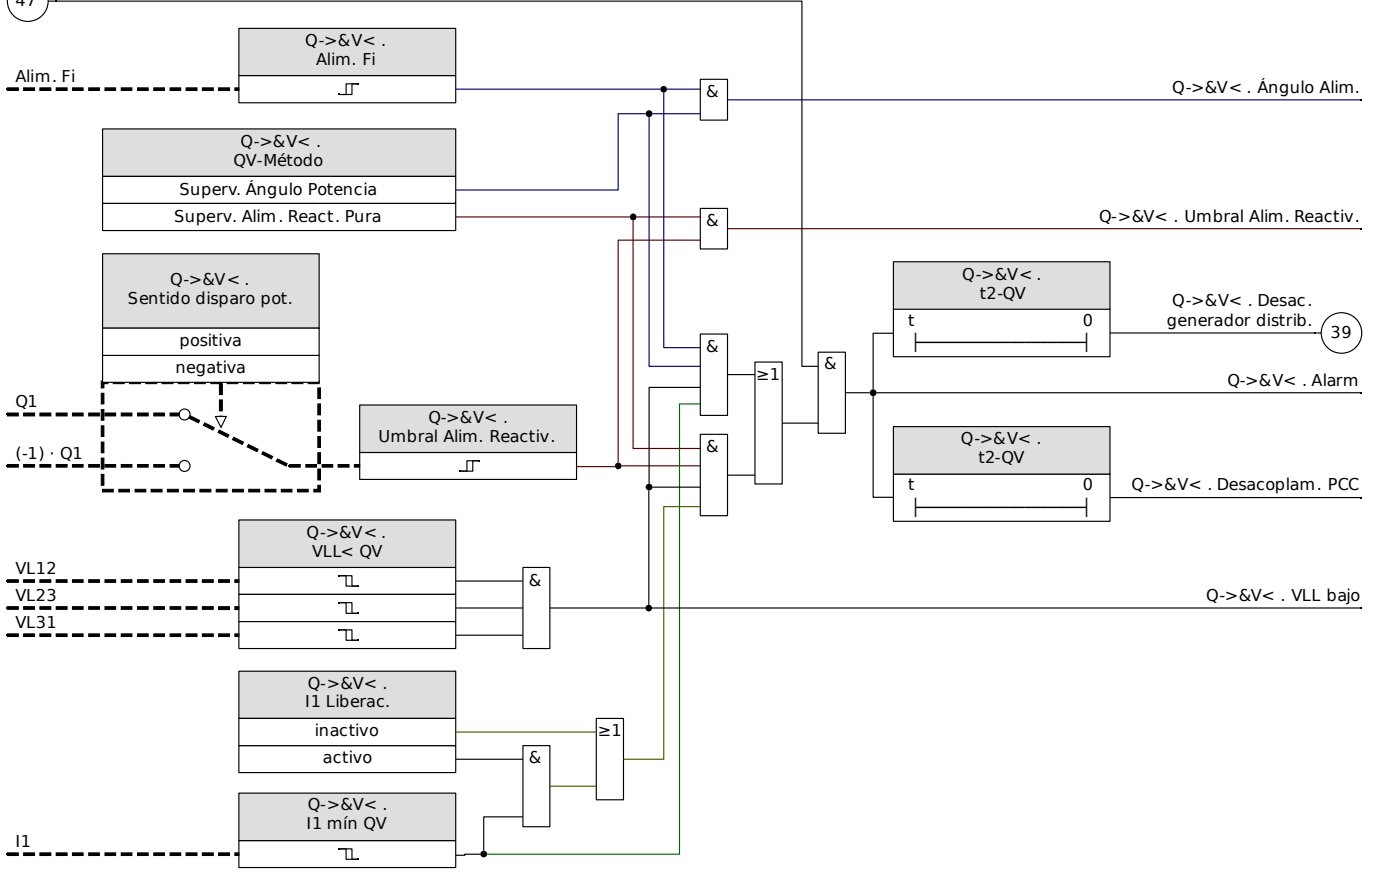 47
Q->&V< .
Alim. Fi
Alim. Fi
&
Q->&V< . Ángulo Alim.
Q->&V< .
QV-Método
Superv. Ángulo Potencia
Superv. Alim. React. Pura
&
Q->&V< . Umbral Alim. Reactiv.
Q->&V< .
Sentido disparo pot.
positiva
negativa
Q->&V< .
t2-QV
t 0
Q->&V< . Desac.
generador distrib.
39
&
≥1
&
Q->&V< . Alarm
Q1
(-1) · Q1
Q->&V< .
Umbral Alim. Reactiv.
&
Q->&V< .
t2-QV
t 0
Q->&V< . Desacoplam. PCC
Q->&V< .
VLL< QV
VL12
VL23
VL31
&
Q->&V< . VLL bajo
Q->&V< .
I1 Liberac.
inactivo
activo
≥1
&
Q->&V< .
I1 mín QV
I1